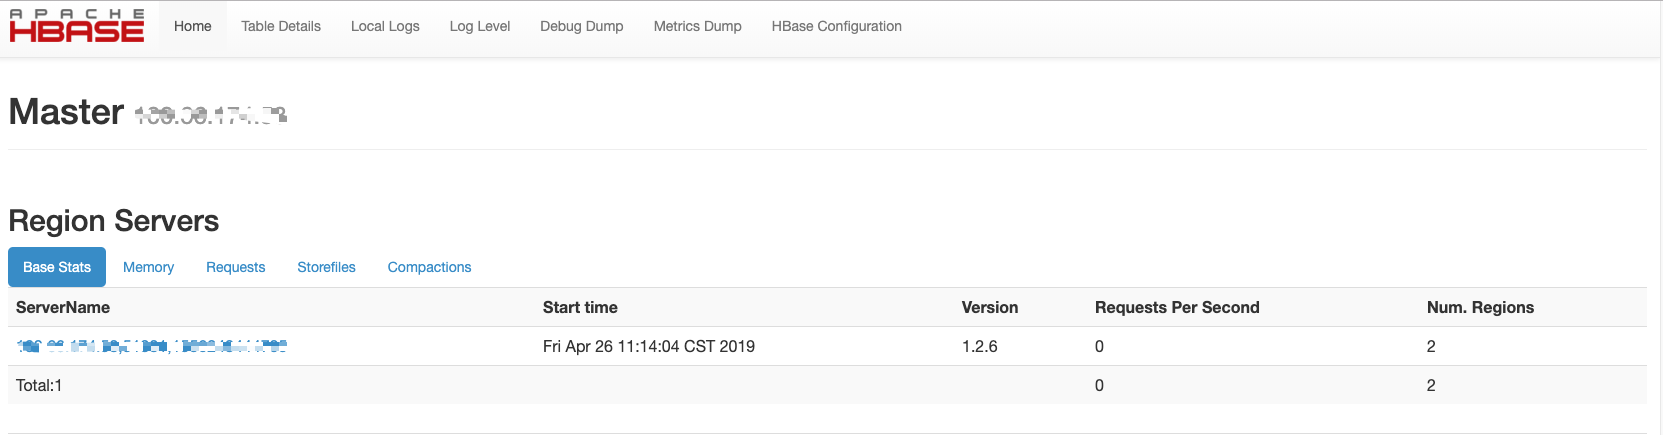 APACHE
HBASE
Home Table Details Local Logs Log Level Debug Dump Metrics Dump HBase Configuration
Master
Region Servers
Base Stats Memory Requests Storefiles Compactions
ServerName Start time Version Requests Per Second Num. Regions
Fri Apr 26 11:14:04 CST 2019 1.2.6 0 2
Total:1 0 2